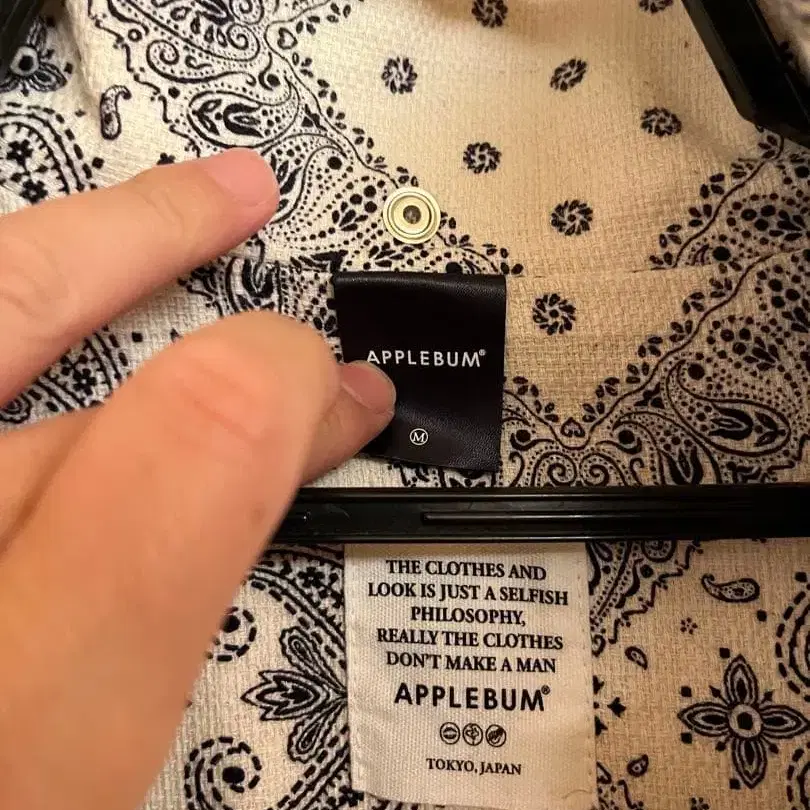 APPLEBUM®
Ⓜ
THE CLOTHES AND
LOOK IS JUST A SELFISH
PHILOSOPHY,
REALLY THE CLOTHES
DON'T MAKE A MAN
APPLEBUM®
TOKYO, JAPAN